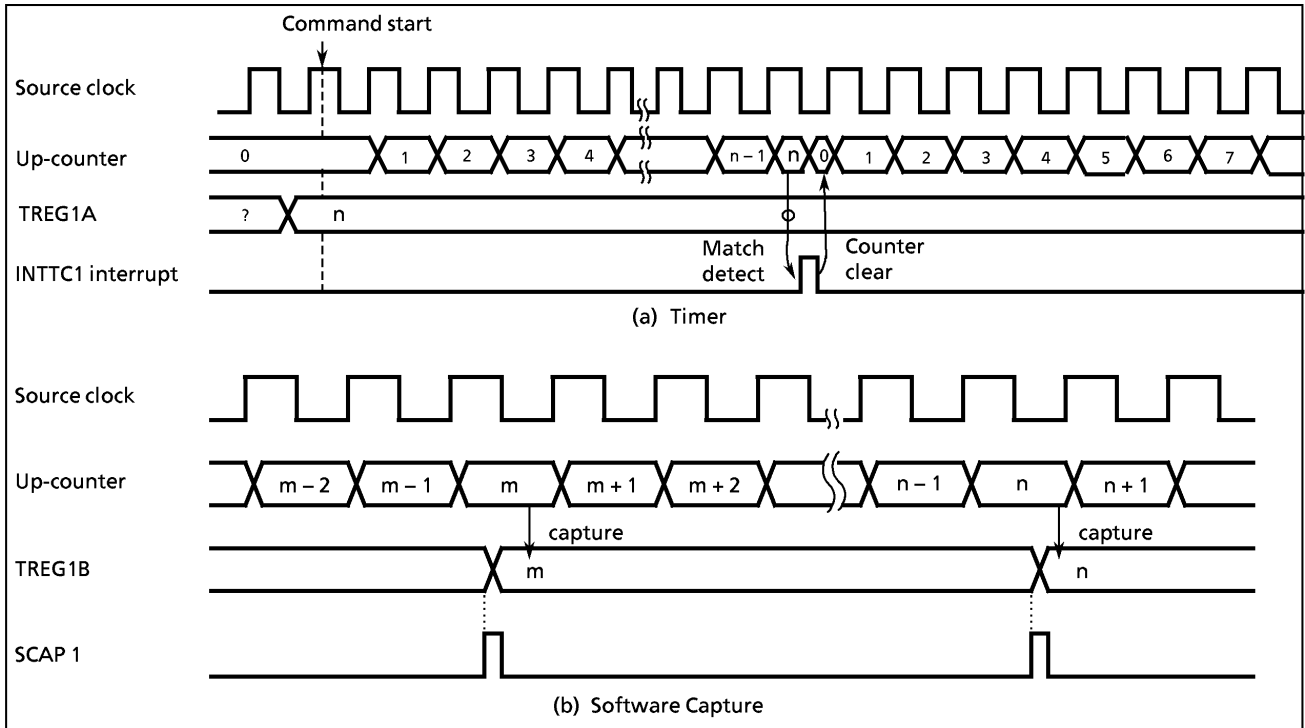 Command start
Source clock
Up-counter 0 1 2 3 4 n – 1 n 0 1 2 3 4 5 6 7
TREG1A ? n
Match detect
Counter clear
INTTC1 interrupt
(a) Timer
Source clock
Up-counter m – 2 m – 1 m m + 1 m + 2 n – 1 n n + 1
capture capture
TREG1B m n
SCAP 1
(b) Software Capture